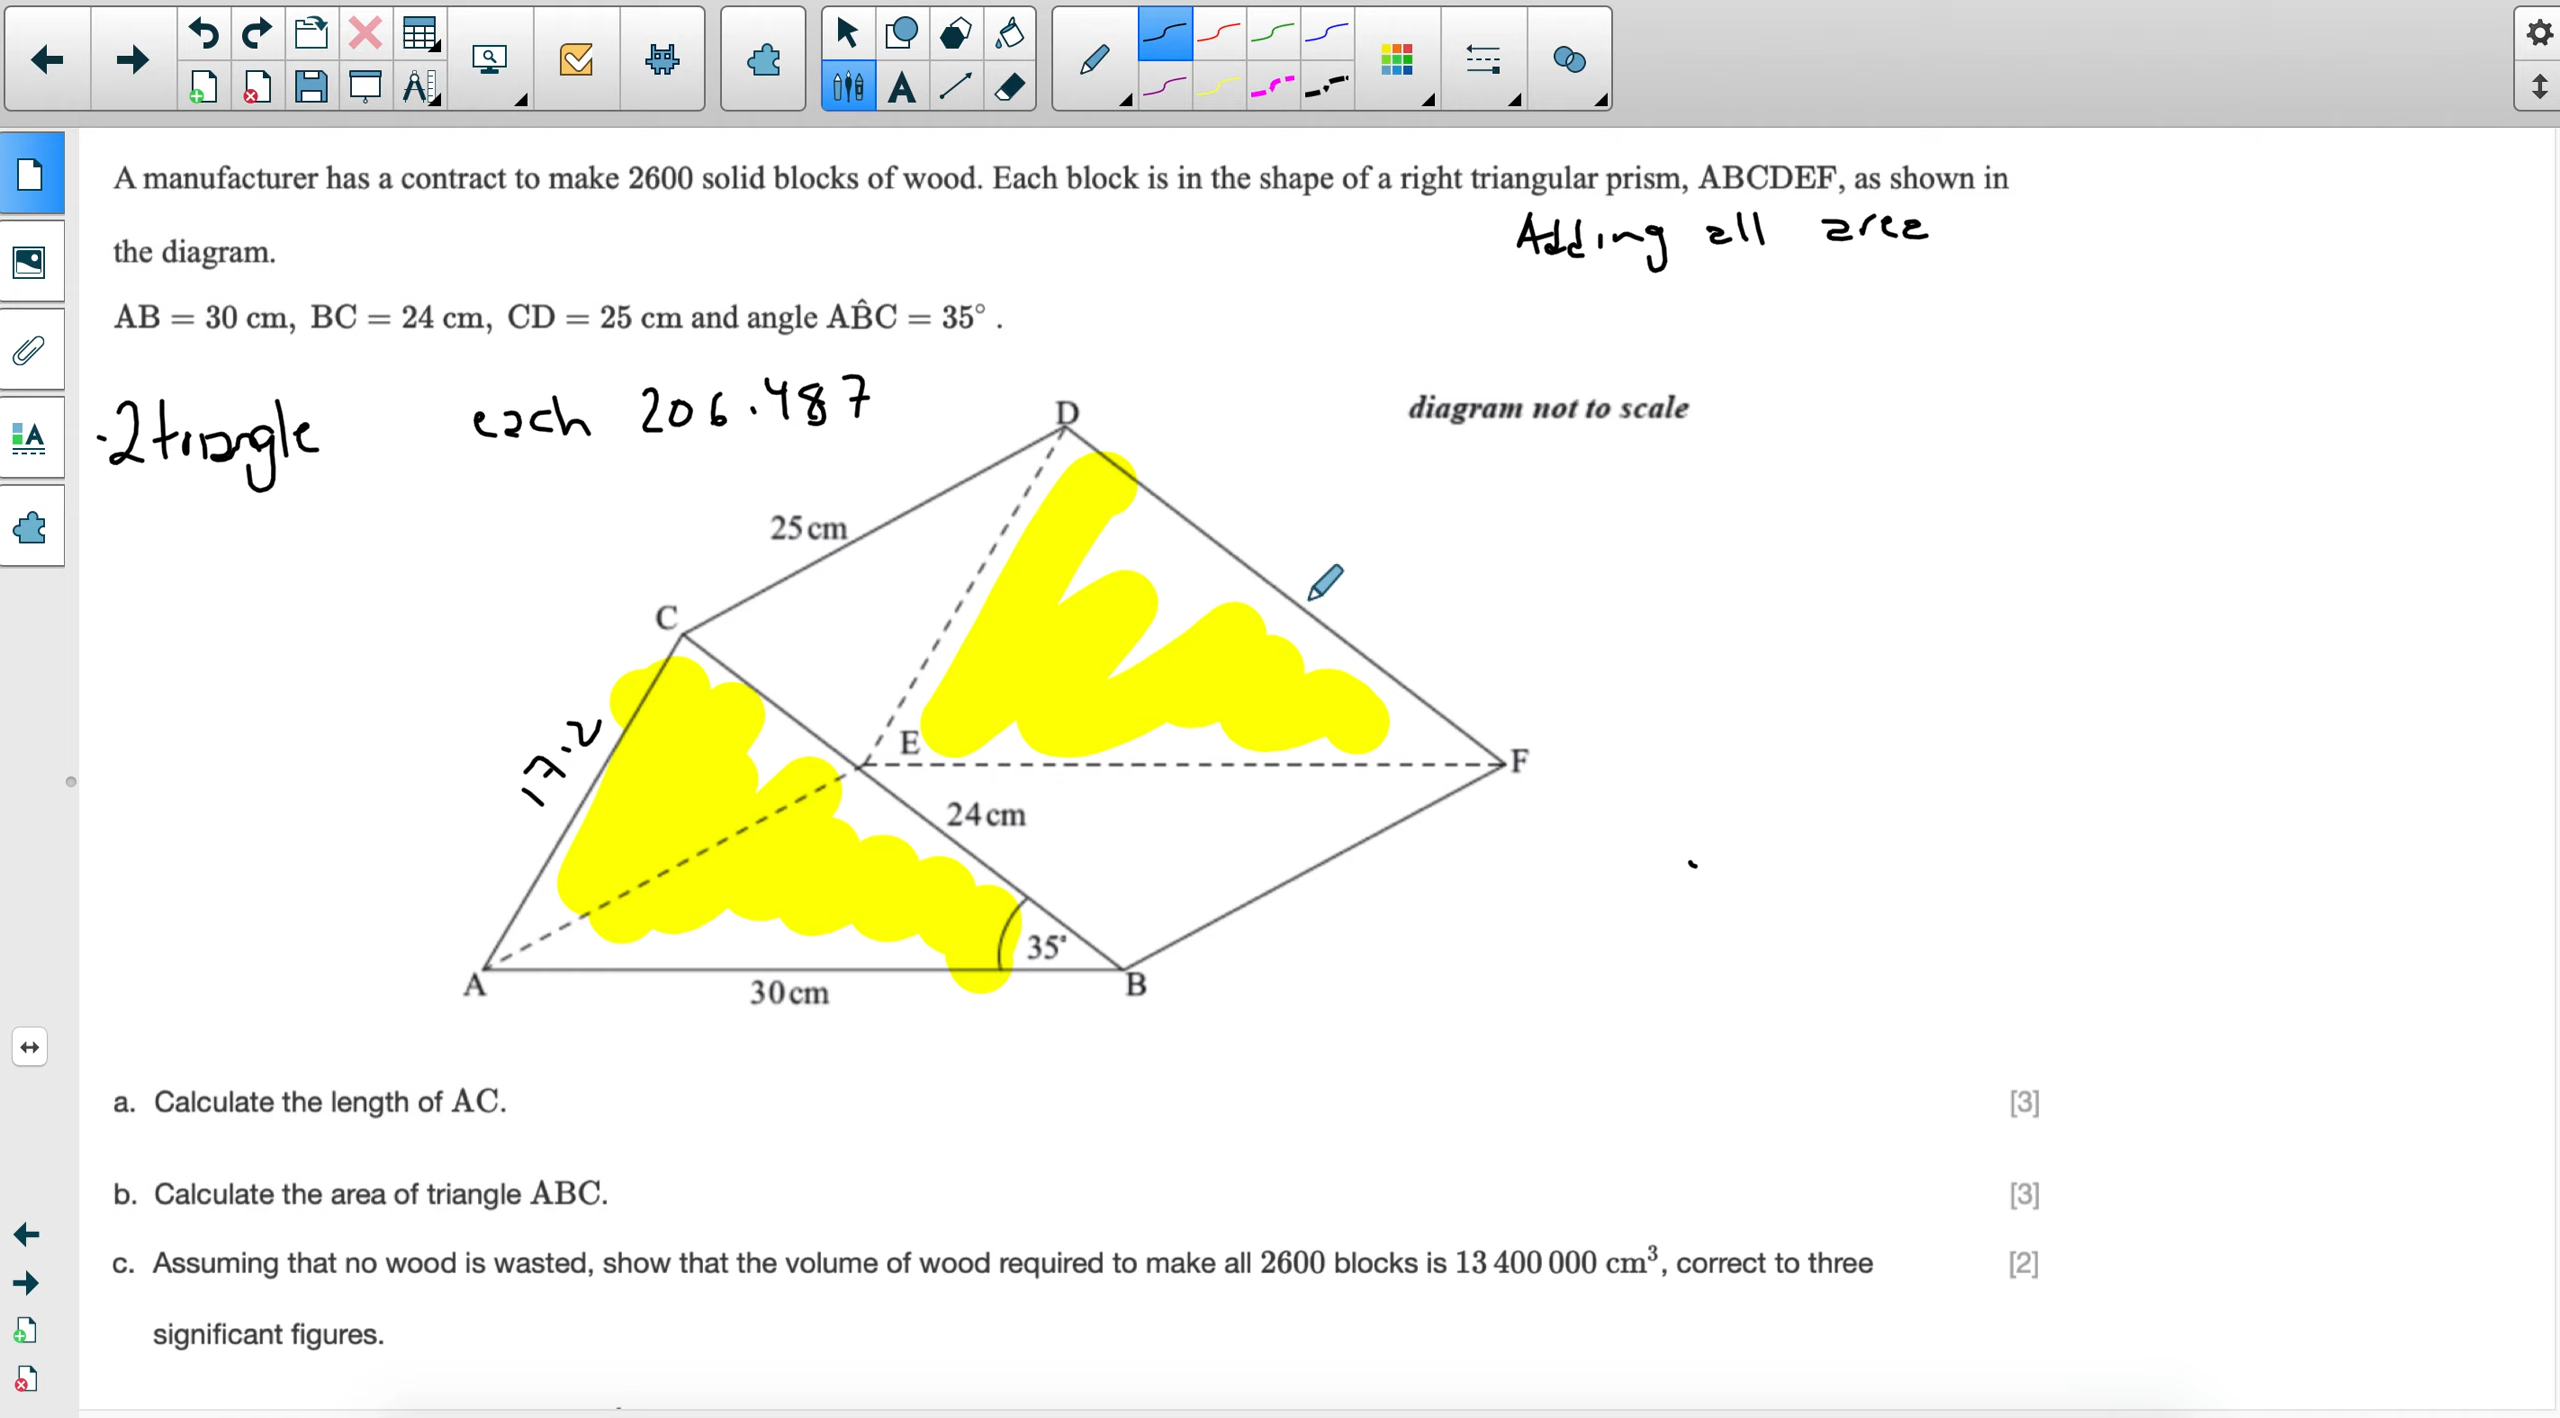 A manufacturer has a contract to make 2600 solid blocks of wood. Each block is in the shape of a right triangular prism, ABCDEF, as shown in
Adding all area
the diagram.
AB = 30 cm, BC = 24 cm, CD = 25 cm and angle AB̂C = 35° .
·2 triangle each 206.487
diagram not to scale
D
25 cm
C
17.2
E
F
24 cm
35°
A
B
30 cm
a. Calculate the length of AC. [3]
b. Calculate the area of triangle ABC. [3]
c. Assuming that no wood is wasted, show that the volume of wood required to make all 2600 blocks is 13 400 000 cm³, correct to three [2]
significant figures.